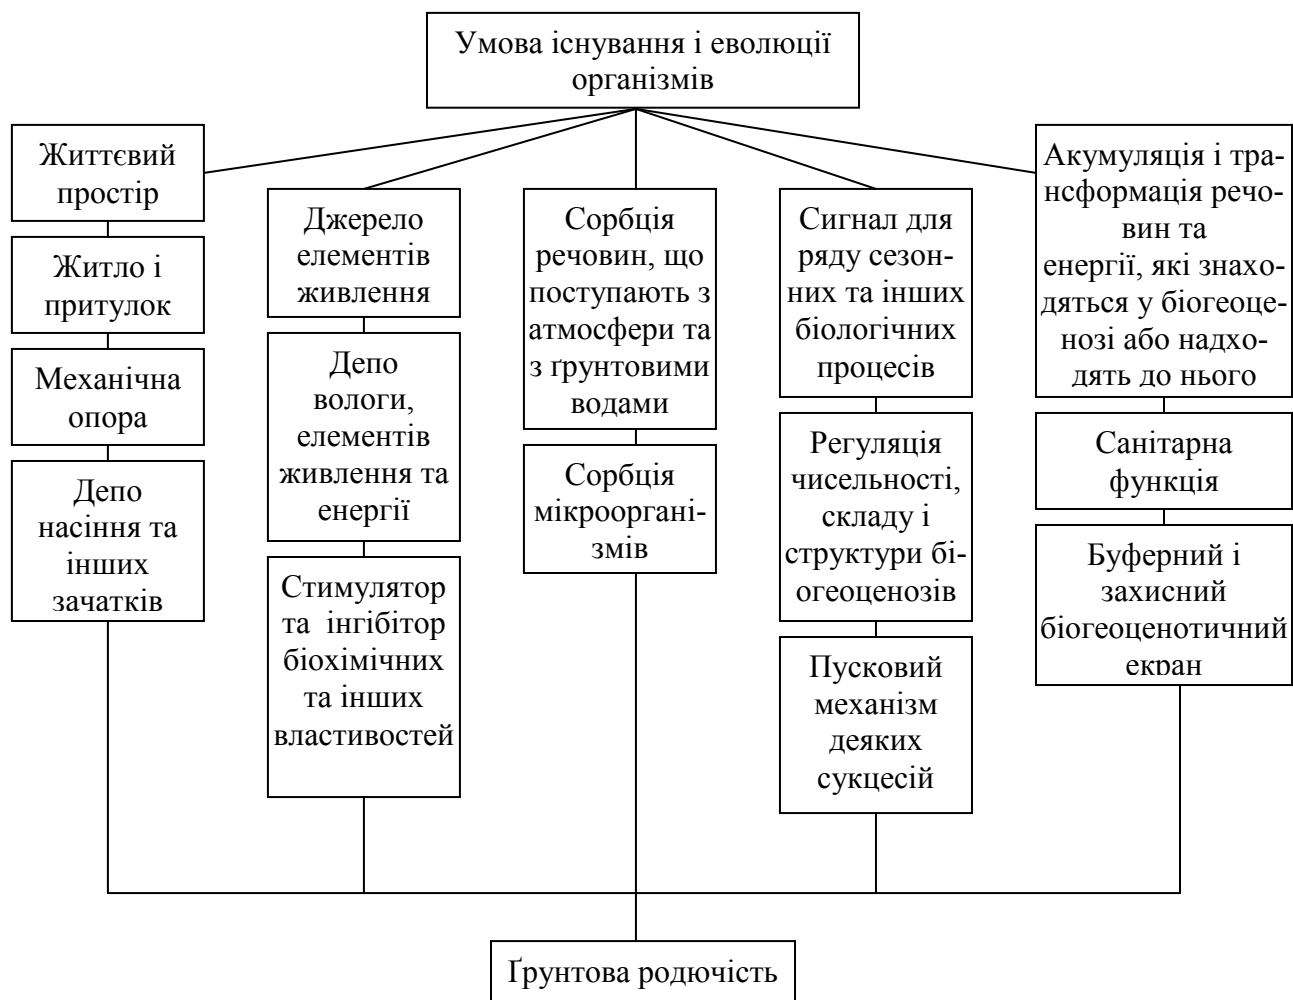 Умова існування і еволюції
організмів
Життєвий
простір
Житло і
притулок
Механічна
опора
Депо
насіння та
інших
зачатків
Джерело
елементів
живлення
Депо
вологи,
елементів
живлення та
енергії
Стимулятор
та інгібітор
біохімічних
та інших
властивостей
Сорбція
речовин, що
поступають з
атмосфери та
з ґрунтовими
водами
Сорбція
мікрооргані-
змів
Сигнал для
ряду сезон-
них та інших
біологічних
процесів
Регуляція
чисельності,
складу і
структури бі-
огеоценозів
Пусковий
механізм
деяких
сукцесій
Акумуляція і тра-
нсформація речо-
вин та
енергії, які знахо-
дяться у біогеоце-
нозі або надхо-
дять до нього
Санітарна
функція
Буферний і
захисний
біогеоценотичний
екран
Ґрунтова родючість